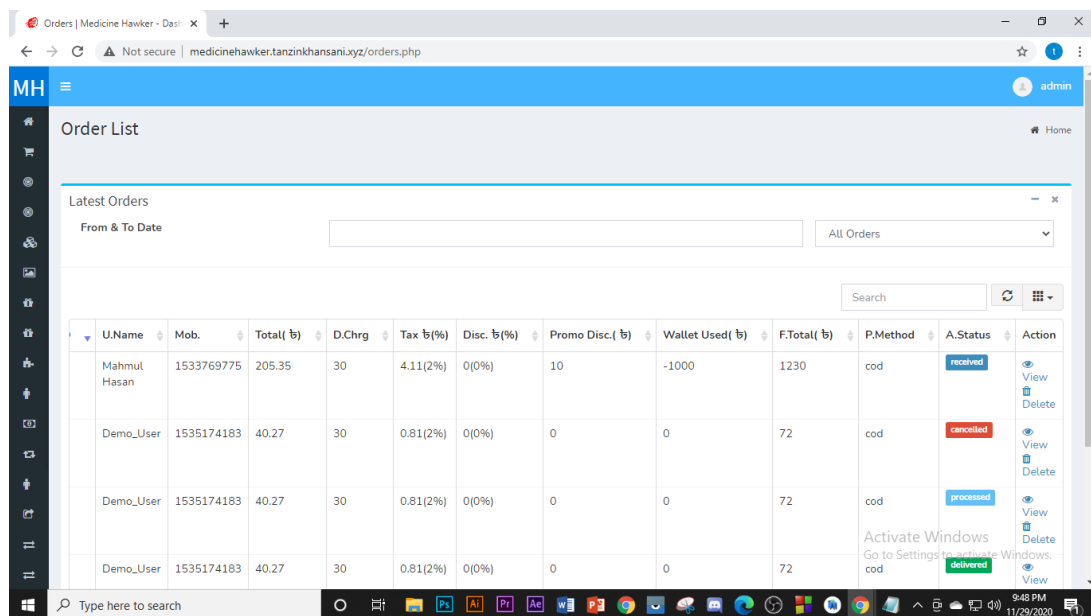 Orders | Medicine Hawker - Dash
Not secure | medicinehawker.tanzinkhansani.xyz/orders.php
t
MH
admin
Order List
Home
Latest Orders
From & To Date
All Orders
Search
U.Name Mob. Total( ৳) D.Chrg Tax ৳(%) Disc. ৳(%) Promo Disc.( ৳) Wallet Used( ৳) F.Total( ৳) P.Method A.Status Action
Mahmul 1533769775 205.35 30 4.11(2%) 0(0%) 10 -1000 1230 cod received
Hasan View
Delete
Demo_User 1535174183 40.27 30 0.81(2%) 0(0%) 0 0 72 cod cancelled
View
Delete
Demo_User 1535174183 40.27 30 0.81(2%) 0(0%) 0 0 72 cod processed
View
Delete
Activate Windows
Go to Settings to activate Windows.
Demo_User 1535174183 40.27 30 0.81(2%) 0(0%) 0 0 72 cod delivered
View
Type here to search
Ps Ai Pr Ae
9:48 PM
11/29/2020